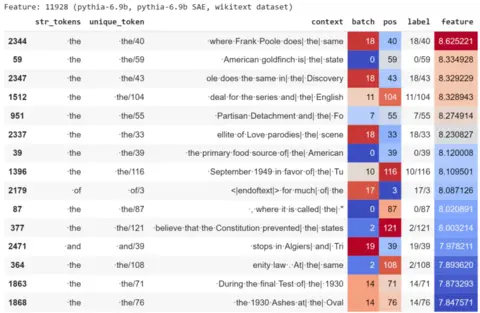 Feature: 11928 (pythia-6.9b, pythia-6.9b SAE, wikitext dataset)
str_tokens unique_token context batch pos label feature
2344 ·the ·the/40 ·where·Frank·Poole·does|·the|·same 18 40 18/40 8.625221
59 ·the ·the/59 ·American·goldfinch·is|·the|·state 0 59 0/59 8.334928
2347 ·the ·the/43 ole·does·the·same·in|·the|·Discovery 18 43 18/43 8.329229
1512 ·the ·the/104 ·deal·for·the·series·and|·the|·English 11 104 11/104 8.328943
951 ·the ·the/55 ·Partisan·Detachment·and|·the|·Fo 7 55 7/55 8.274914
2337 ·the ·the/33 ellite·of·Love·parodies|·the|·scene 18 33 18/33 8.230827
39 ·the ·the/39 ·the·primary·food·source·of|·the|·American 0 39 0/39 8.120008
1396 ·the ·the/116 ·September·1949·in·favor·of|·the|·Tu 10 116 10/116 8.109501
2179 ·of ·of/3 <|endoftext|>·for·much|·of|·the 17 3 17/3 8.087126
87 ·the ·the/87 ·,·where·it·is·called|·the|·" 0 87 0/87 8.020891
377 ·the ·the/121 ·believe·that·the·Constitution·prevented|·the|·states 2 121 2/121 8.003214
2471 ·and ·and/39 ·stops·in·Algiers|·and|·Tri 19 39 19/39 7.978211
364 ·the ·the/108 enity·law·.·At|·the|·same 2 108 2/108 7.893620
1863 ·the ·the/71 ·During·the·final·Test·of|·the|·1930 14 71 14/71 7.873293
1868 ·the ·the/76 ·the·1930·Ashes·at|·the|·Oval 14 76 14/76 7.847571